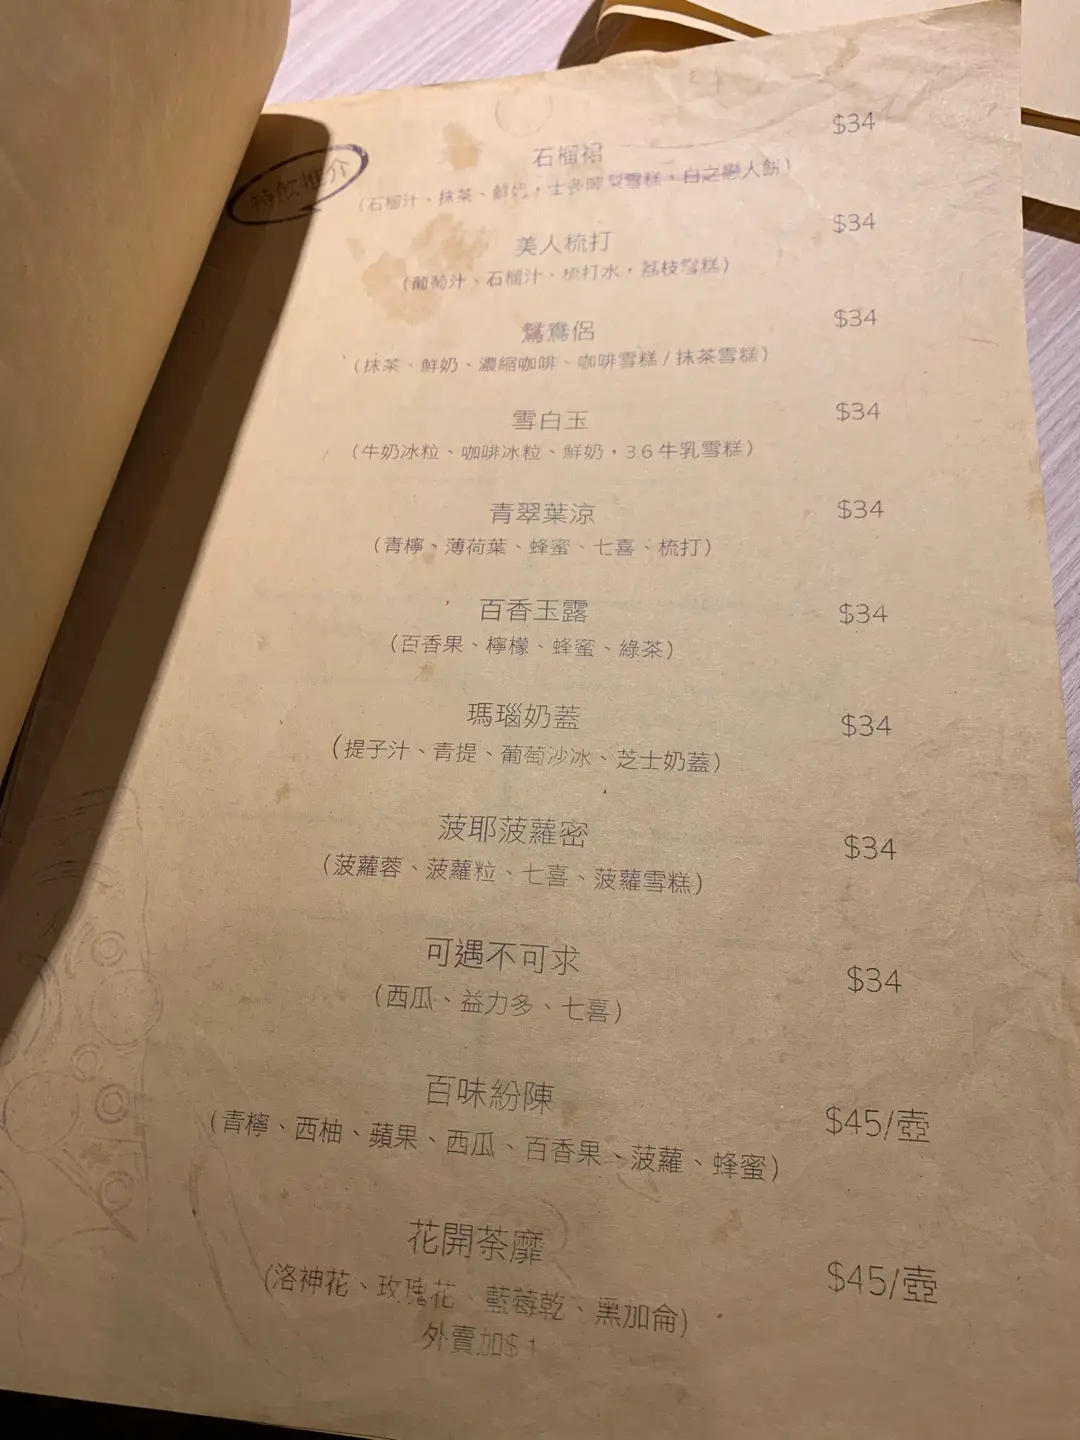 特飲推介
石榴裙 $34
(石榴汁、抹茶、鮮奶，士多啤梨雪糕，白之戀人餅)
美人梳打 $34
(葡萄汁、石榴汁、梳打水，荔枝雪糕)
鴛鴦侶 $34
(抹茶、鮮奶、濃縮咖啡、咖啡雪糕 / 抹茶雪糕)
雪白玉 $34
(牛奶冰粒、咖啡冰粒、鮮奶，3.6 牛乳雪糕)
青翠葉涼 $34
(青檸、薄荷葉、蜂蜜、七喜、梳打)
百香玉露 $34
(百香果、檸檬、蜂蜜、綠茶)
瑪瑙奶蓋 $34
(提子汁、青提、葡萄沙冰、芝士奶蓋)
菠耶菠蘿密 $34
(菠蘿蓉、菠蘿粒、七喜、菠蘿雪糕)
可遇不可求 $34
(西瓜、益力多、七喜)
百味紛陳 $45/壺
(青檸、西柚、蘋果、西瓜、百香果、菠蘿、蜂蜜)
花開荼靡 $45/壺
(洛神花、玫瑰花、藍莓乾、黑加侖)
外賣加$ 1